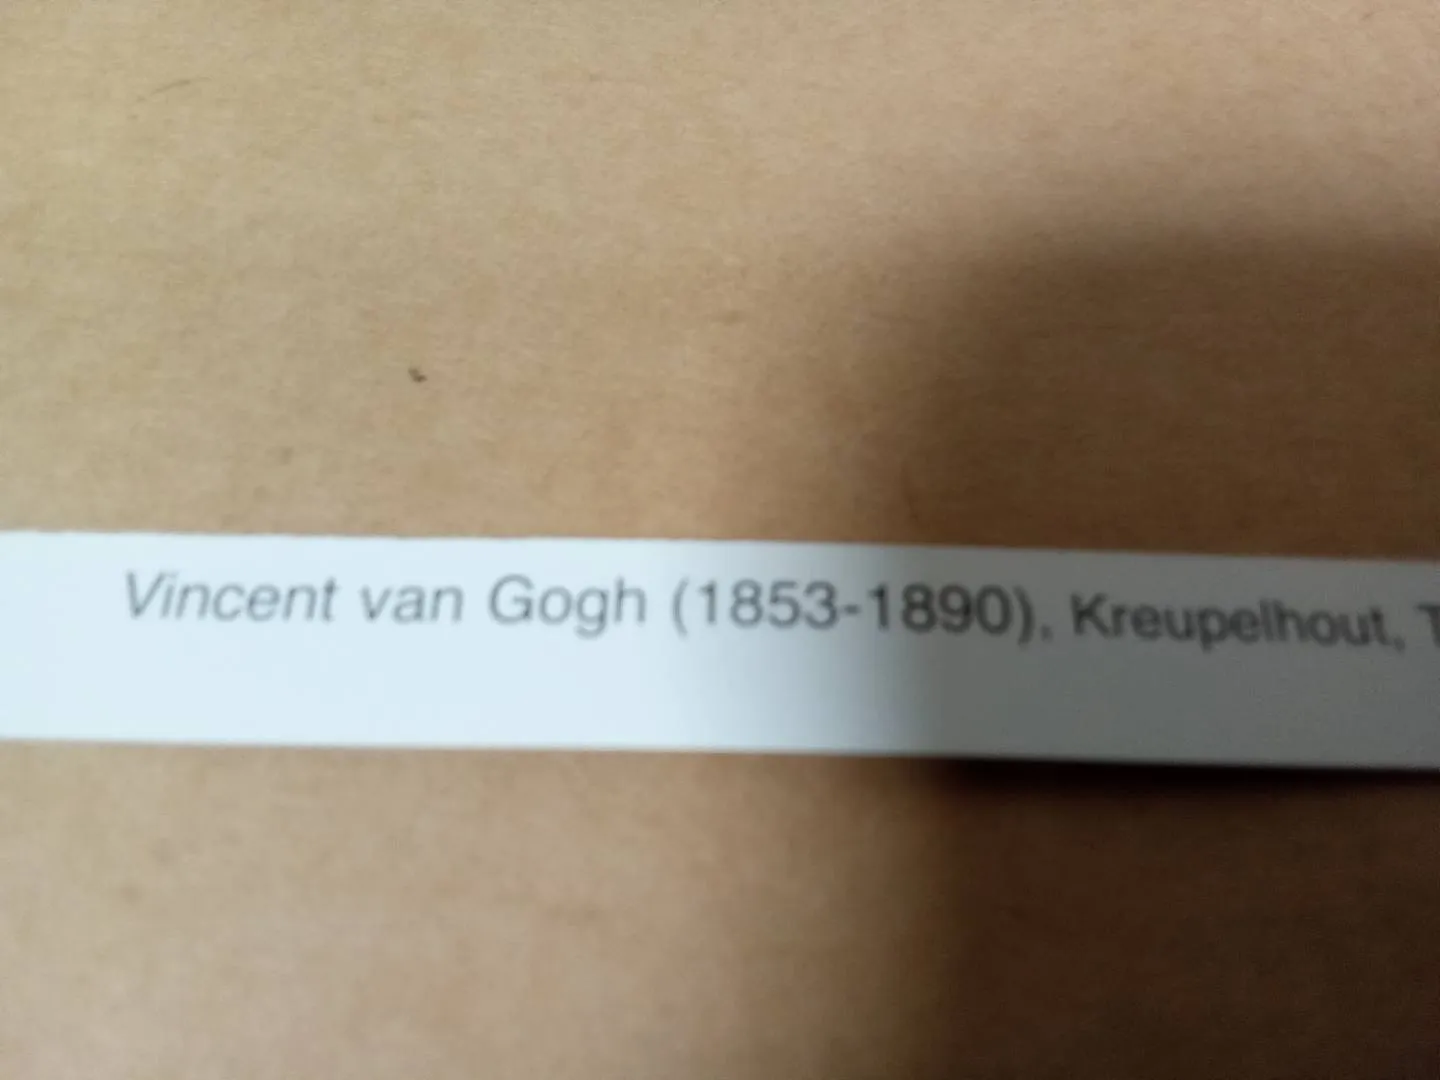 Vincent van Gogh (1853-1890), Kreupelhout, T